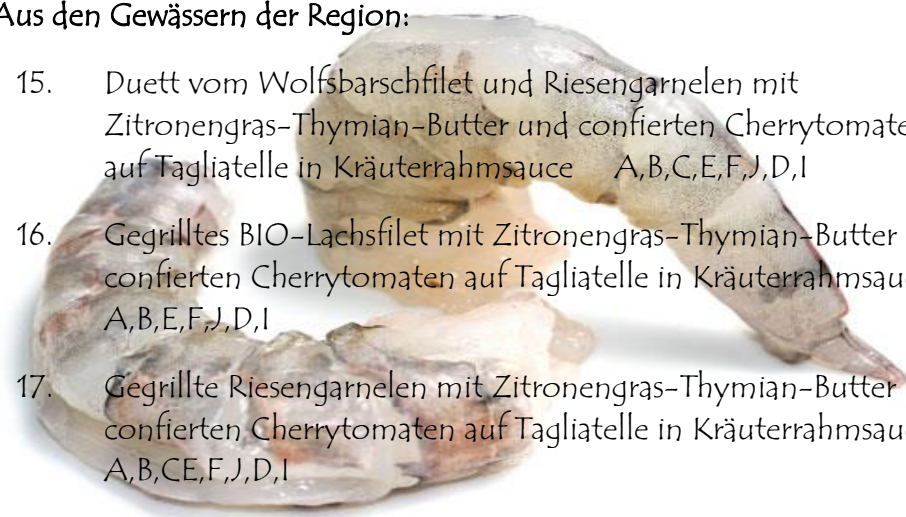 Aus den Gewässern der Region:
15. Duett vom Wolfsbarschfilet und Riesengarnelen mit
Zitronengras-Thymian-Butter und confierten Cherrytomate
auf Tagliatelle in Kräuterrahmsauce A,B,C,E,F,J,D,I
16. Gegrilltes BIO-Lachsfilet mit Zitronengras-Thymian-Butter
confierten Cherrytomaten auf Tagliatelle in Kräuterrahmsau
A,B,E,F,J,D,I
17. Gegrillte Riesengarnelen mit Zitronengras-Thymian-Butter
confierten Cherrytomaten auf Tagliatelle in Kräuterrahmsau
A,B,CE,F,J,D,I